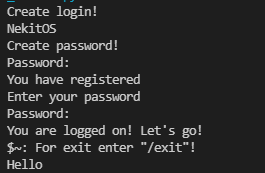 Create login!
NekitOS
Create password!
Password:
You have registered
Enter your password
Password:
You are logged on! Let's go!
$~: For exit enter "/exit"!
Hello